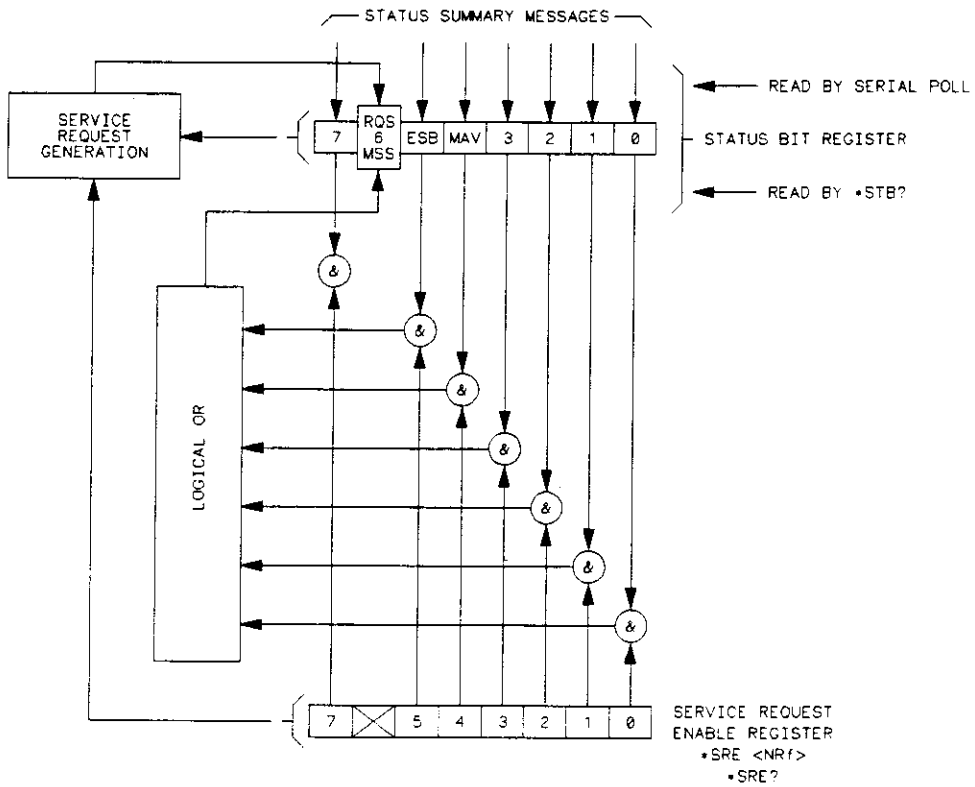 STATUS SUMMARY MESSAGES
READ BY SERIAL POLL
SERVICE
REQUEST
GENERATION
7
RQS
6
MSS
ESB
MAV
3
2
1
0
STATUS BIT REGISTER
READ BY *STB?
&
&
&
&
&
&
&
LOGICAL OR
7
5
4
3
2
1
0
SERVICE REQUEST
ENABLE REGISTER
*SRE <NRf>
*SRE?